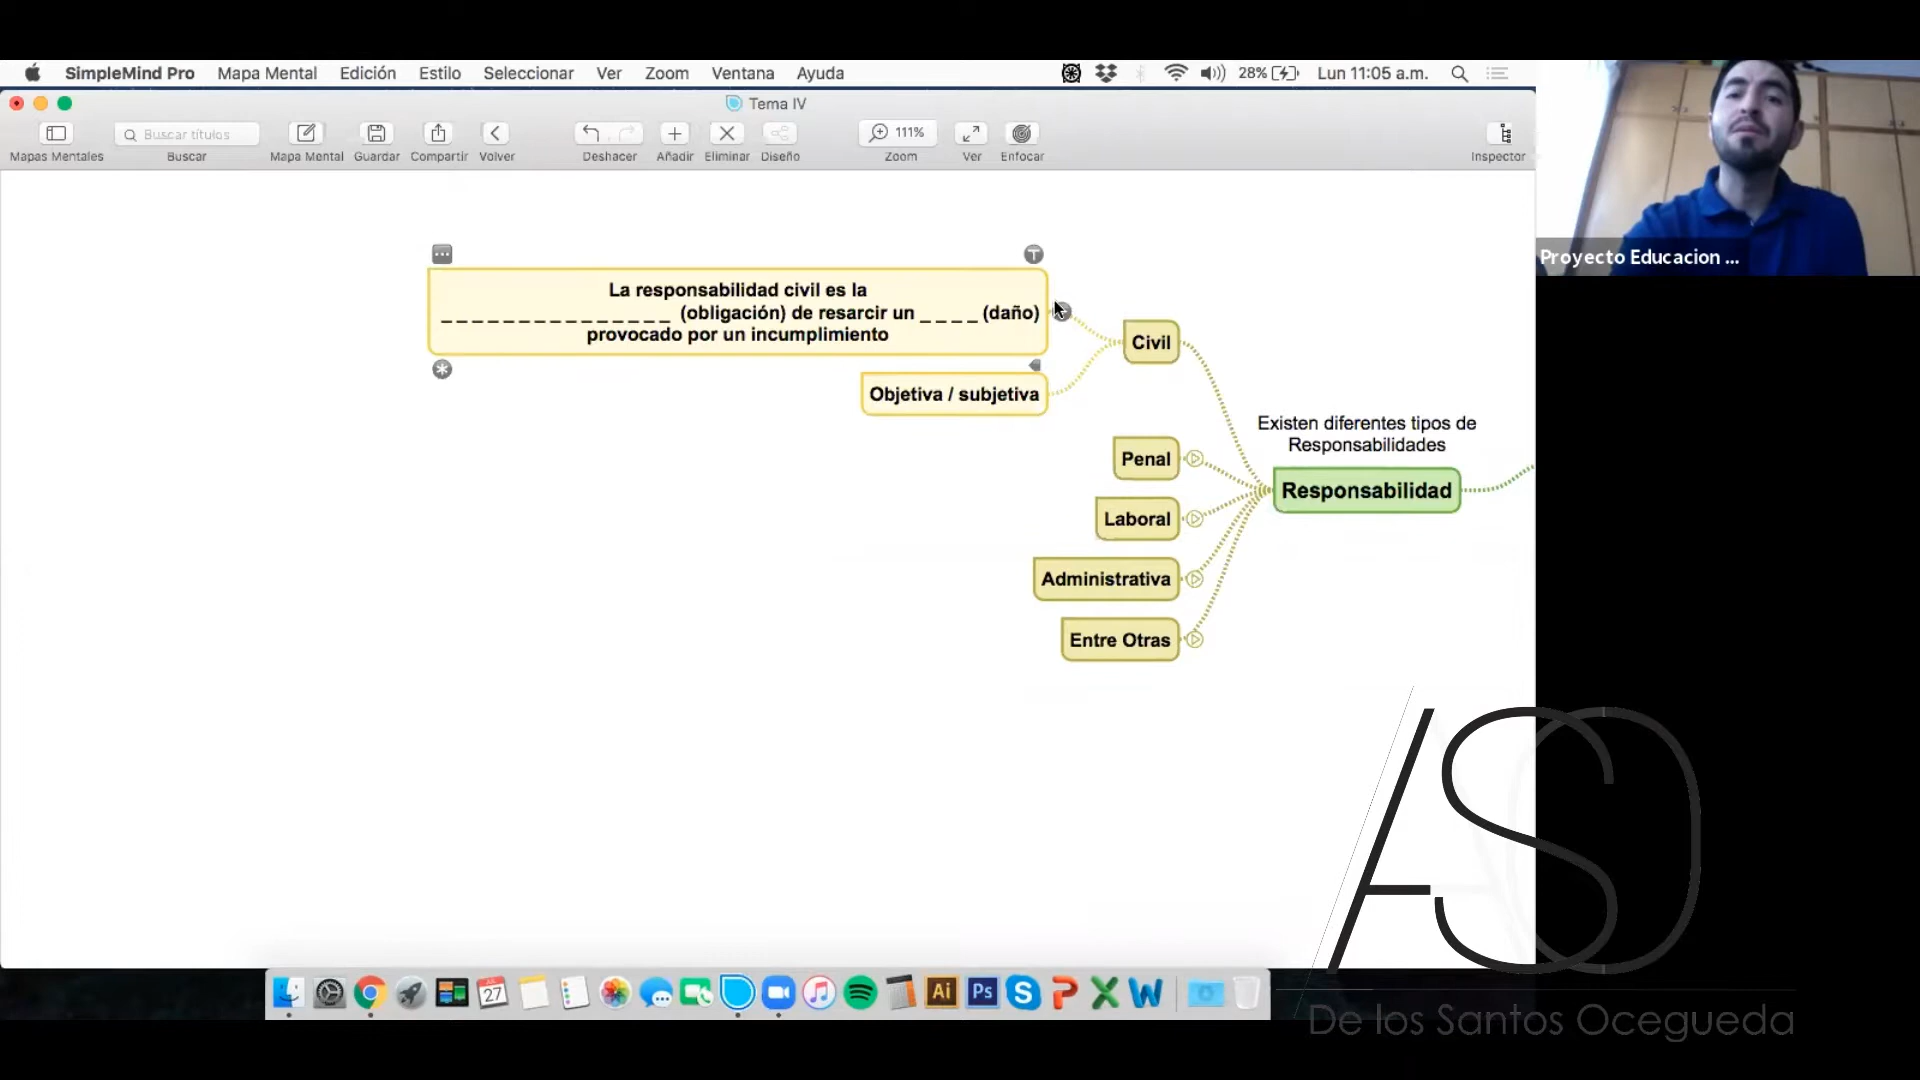 SimpleMind Pro Mapa Mental Edición Estilo Seleccionar Ver Zoom Ventana Ayuda 28% Lun 11:05 a.m.
Tema IV
Buscar títulos
111%
Mapas Mentales Buscar Mapa Mental Guardar Compartir Volver Deshacer Añadir Eliminar Diseño Zoom Ver Enfocar Inspector
Proyecto Educacion ...
La responsabilidad civil es la
_ _ _ _ _ _ _ _ _ _ _ _ _ _ _ (obligación) de resarcir un _ _ _ _ (daño)
provocado por un incumplimiento
Civil
Objetiva / subjetiva
Existen diferentes tipos de
Responsabilidades
Responsabilidad
Penal
Laboral
Administrativa
Entre Otras
ASO
27
Ai Ps
De los Santos Ocegueda